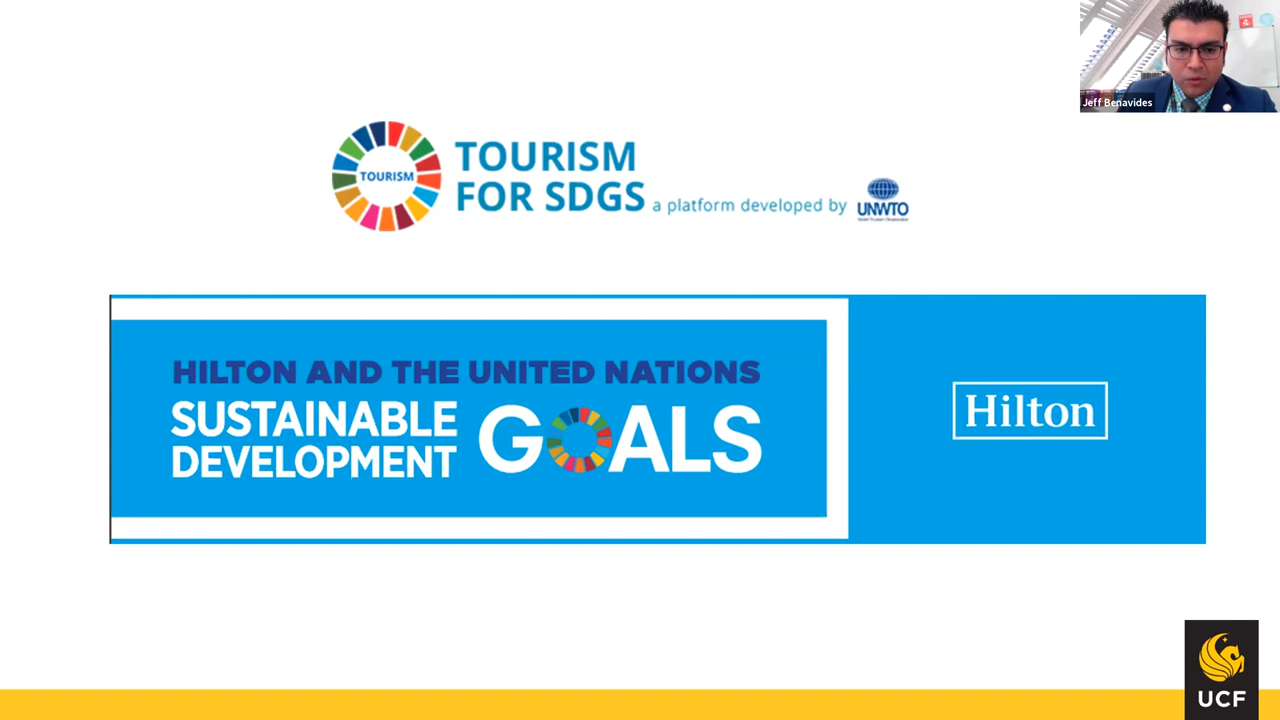 Jeff Benavides
TOURISM
TOURISM
FOR SDGS
a platform developed by
UNWTO
HILTON AND THE UNITED NATIONS
SUSTAINABLE
DEVELOPMENT
GOALS
Hilton
UCF